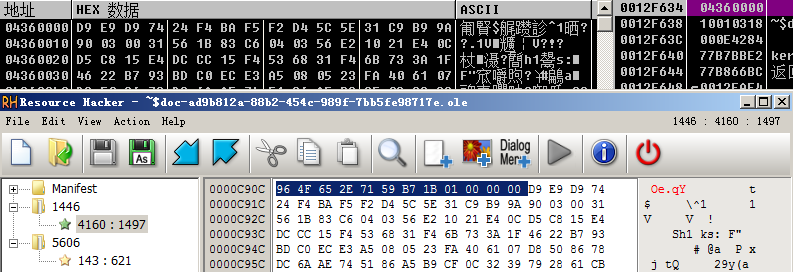 地址 HEX 数据 ASCII
04360000 D9 E9 D9 74 24 F4 BA F5 F2 D4 5C 5E 31 C9 B9 9A
04360010 90 03 00 31 56 1B 83 C6 04 03 56 E2 10 21 E4 0C
04360020 D5 C8 15 E4 DC CC 15 F4 53 68 31 F4 6B 73 3A 1F
04360030 46 22 B7 93 BD C0 EC E3 A5 08 05 23 FA 40 61 07
0012F634 04360000
0012F638 10010318
0012F63C 000E4284
0012F640 77B7BBE2
0012F644 77B866BC 返回
Resource Hacker - ~$doc-ad9b812a-88b2-454c-989f-7bb5fe98717e.ole
File Edit View Action Help 1446 : 4160 : 1497
As Dialog Menu
Manifest
1446
4160 : 1497
5606
143 : 621
0000C90C 96 4F 65 2E 71 59 B7 1B 01 00 00 00 D9 E9 D9 74 Oe.qY t
0000C91C 24 F4 BA F5 F2 D4 5C 5E 31 C9 B9 9A 90 03 00 31 $ \^1 1
0000C92C 56 1B 83 C6 04 03 56 E2 10 21 E4 0C D5 C8 15 E4 V V !
0000C93C DC CC 15 F4 53 68 31 F4 6B 73 3A 1F 46 22 B7 93 Sh1 ks: F"
0000C94C BD C0 EC E3 A5 08 05 23 FA 40 61 07 D8 50 86 78 # @a P x
0000C95C DC 6A AE 74 51 86 A5 B9 CF 0C 32 39 79 28 61 CB j tQ 29y(a